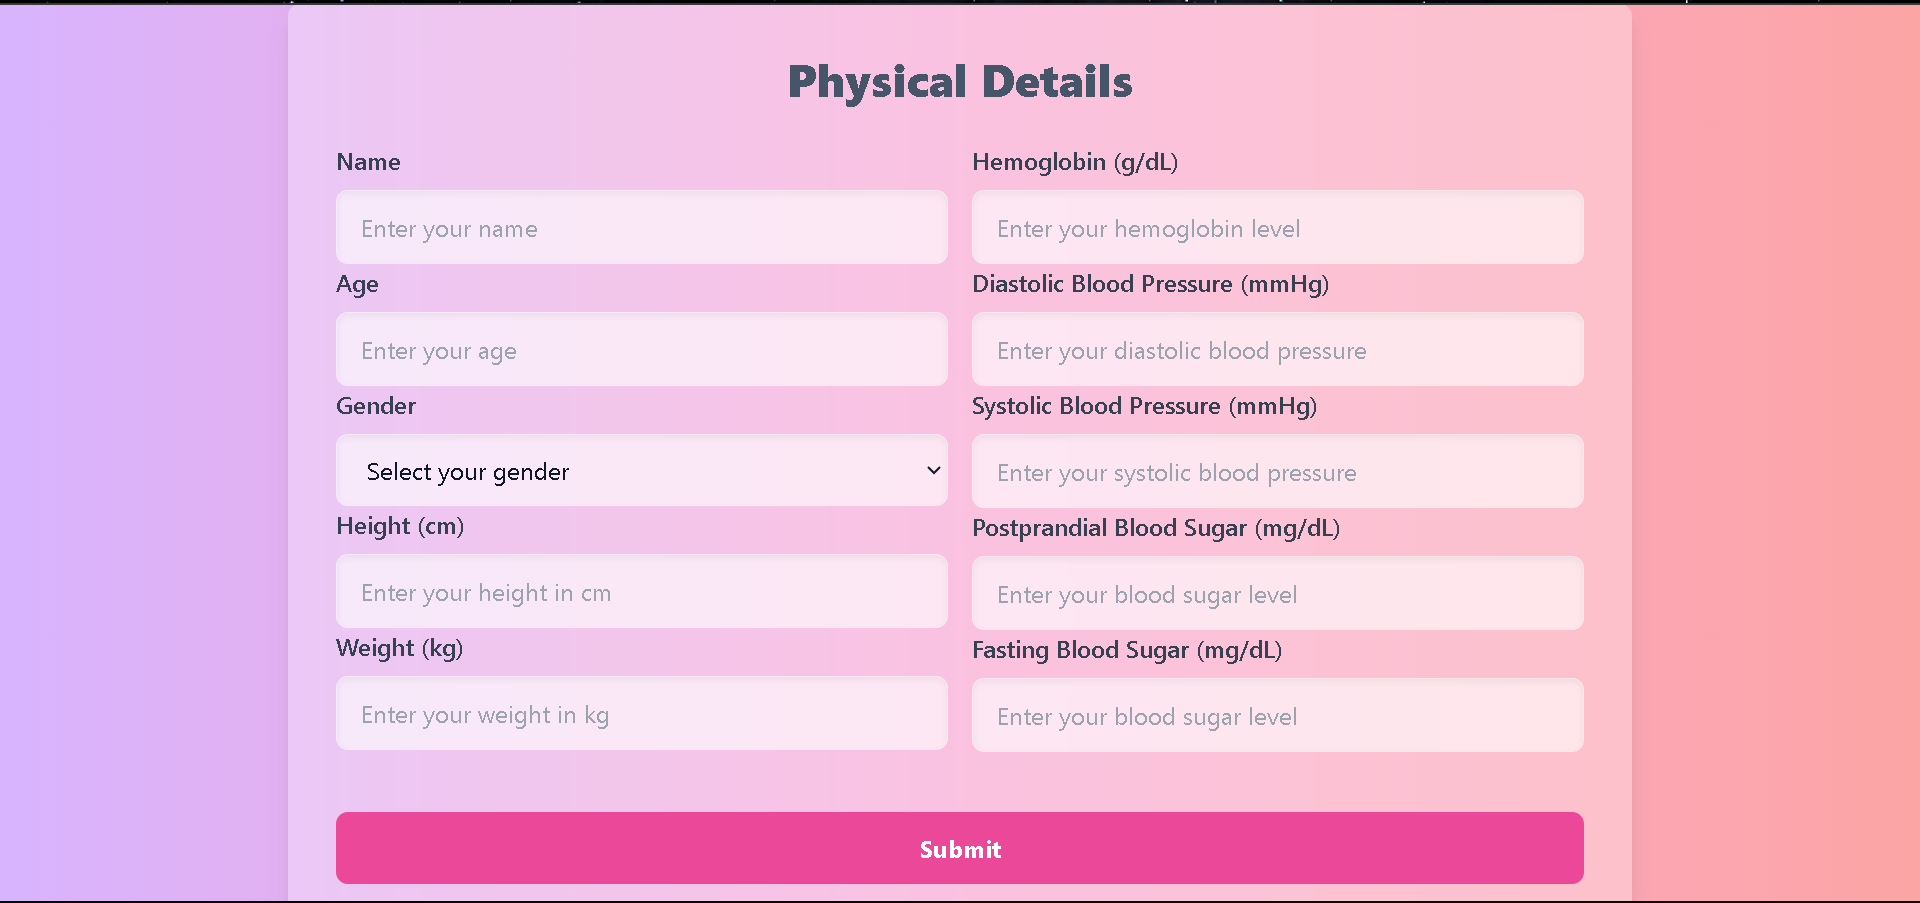 Physical Details
Name
Enter your name
Age
Enter your age
Gender
Select your gender
Height (cm)
Enter your height in cm
Weight (kg)
Enter your weight in kg
Hemoglobin (g/dL)
Enter your hemoglobin level
Diastolic Blood Pressure (mmHg)
Enter your diastolic blood pressure
Systolic Blood Pressure (mmHg)
Enter your systolic blood pressure
Postprandial Blood Sugar (mg/dL)
Enter your blood sugar level
Fasting Blood Sugar (mg/dL)
Enter your blood sugar level
Submit